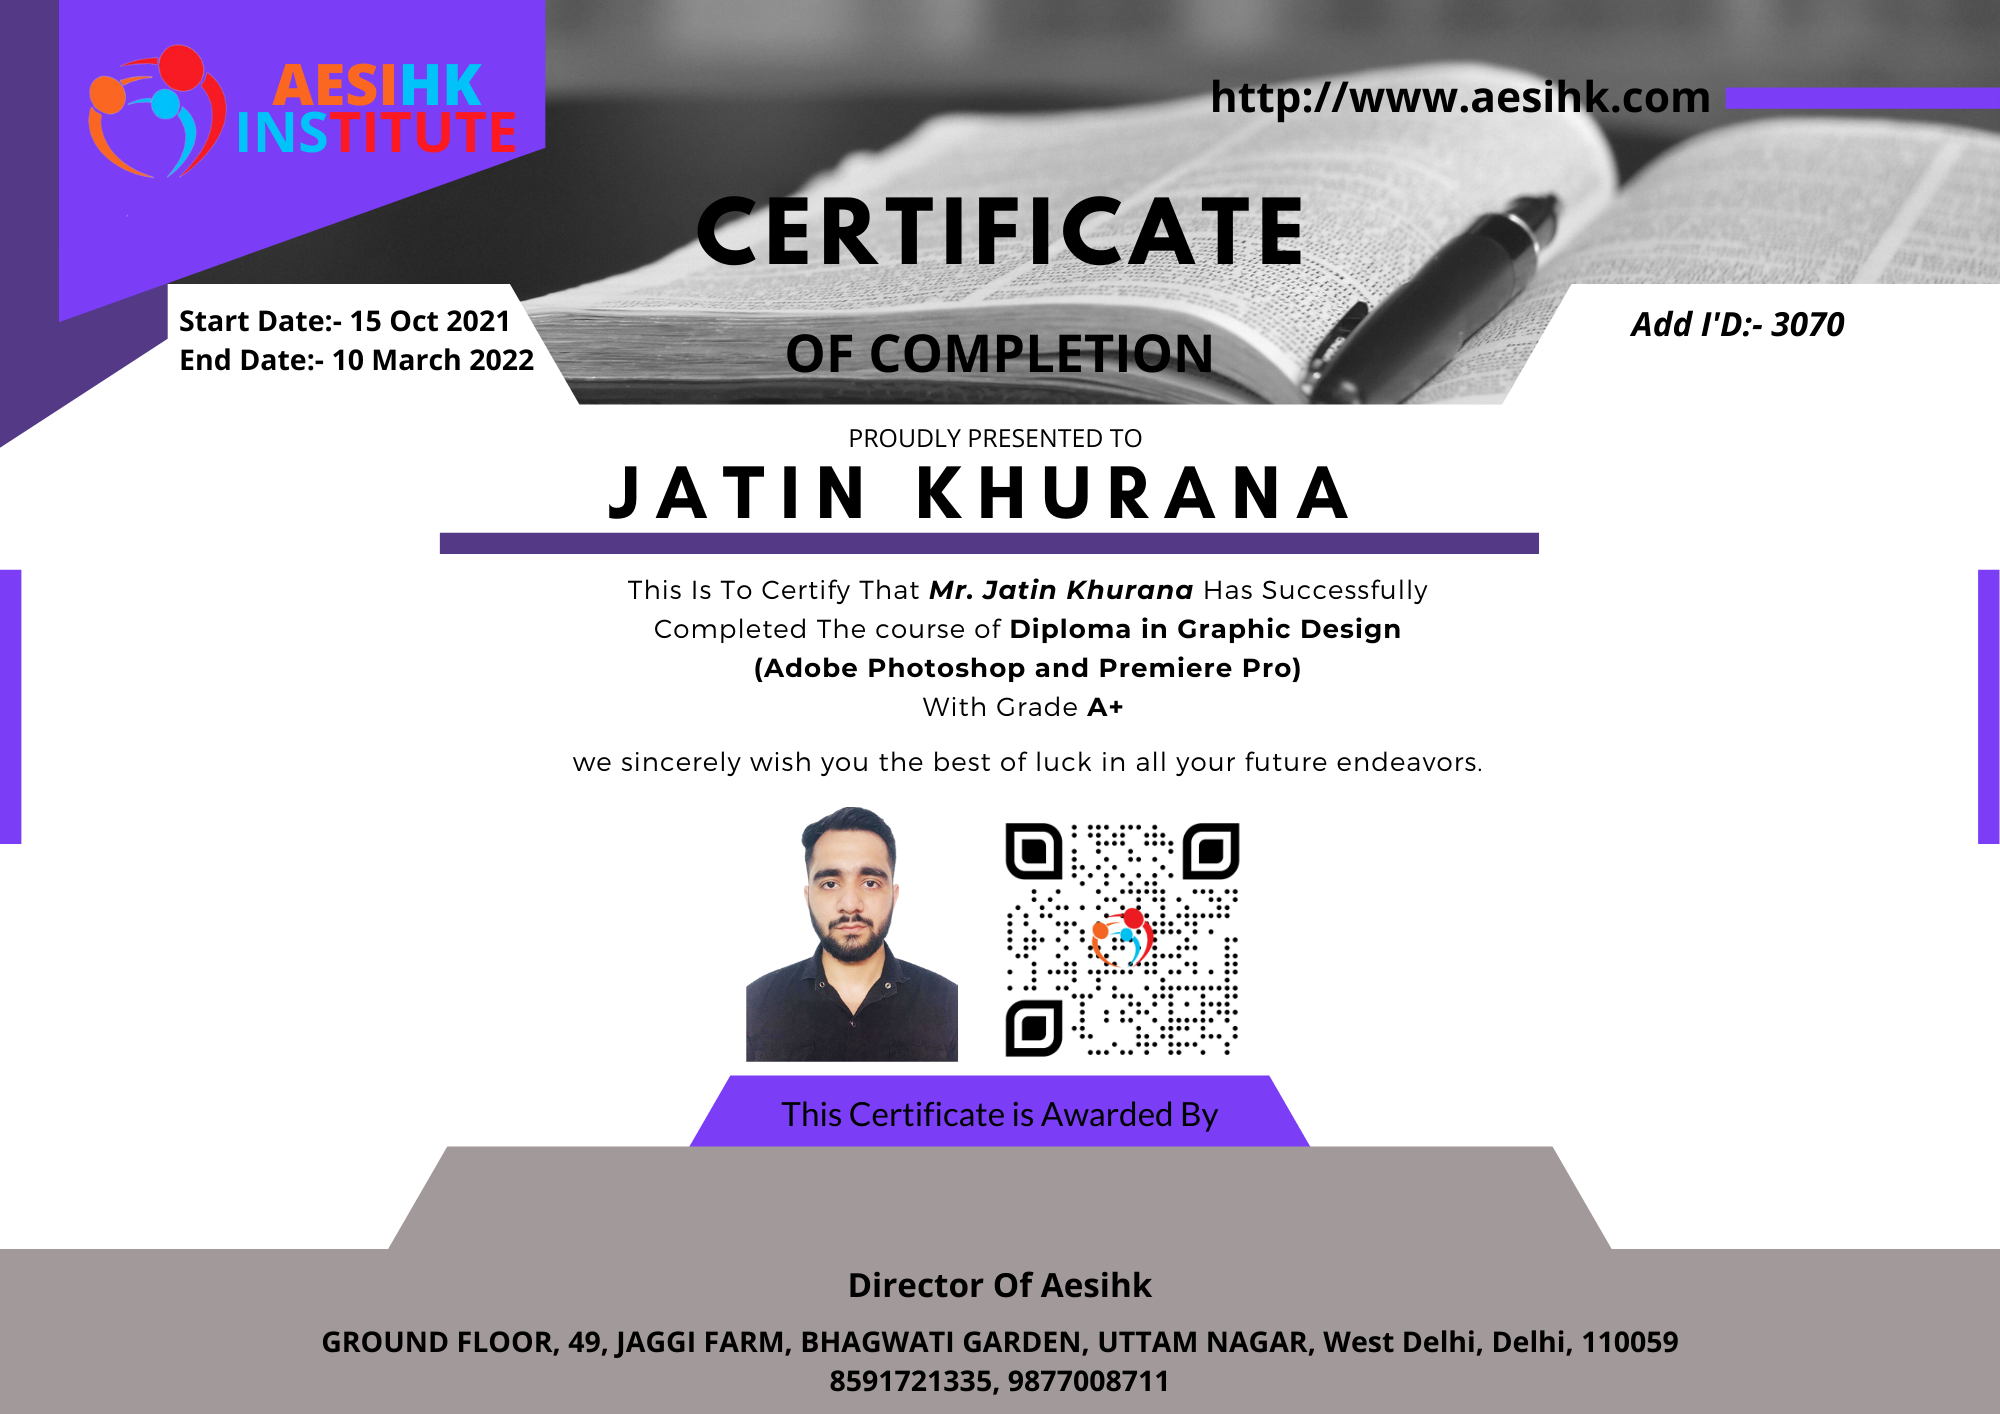 AESIHK
INSTITUTE
http://www.aesihk.com
CERTIFICATE
OF COMPLETION
Start Date:- 15 Oct 2021
End Date:- 10 March 2022
Add I'D:- 3070
PROUDLY PRESENTED TO
JATIN KHURANA
This Is To Certify That Mr. Jatin Khurana Has Successfully
Completed The course of Diploma in Graphic Design
(Adobe Photoshop and Premiere Pro)
With Grade A+
we sincerely wish you the best of luck in all your future endeavors.
This Certificate is Awarded By
Director Of Aesihk
GROUND FLOOR, 49, JAGGI FARM, BHAGWATI GARDEN, UTTAM NAGAR, West Delhi, Delhi, 110059
8591721335, 9877008711